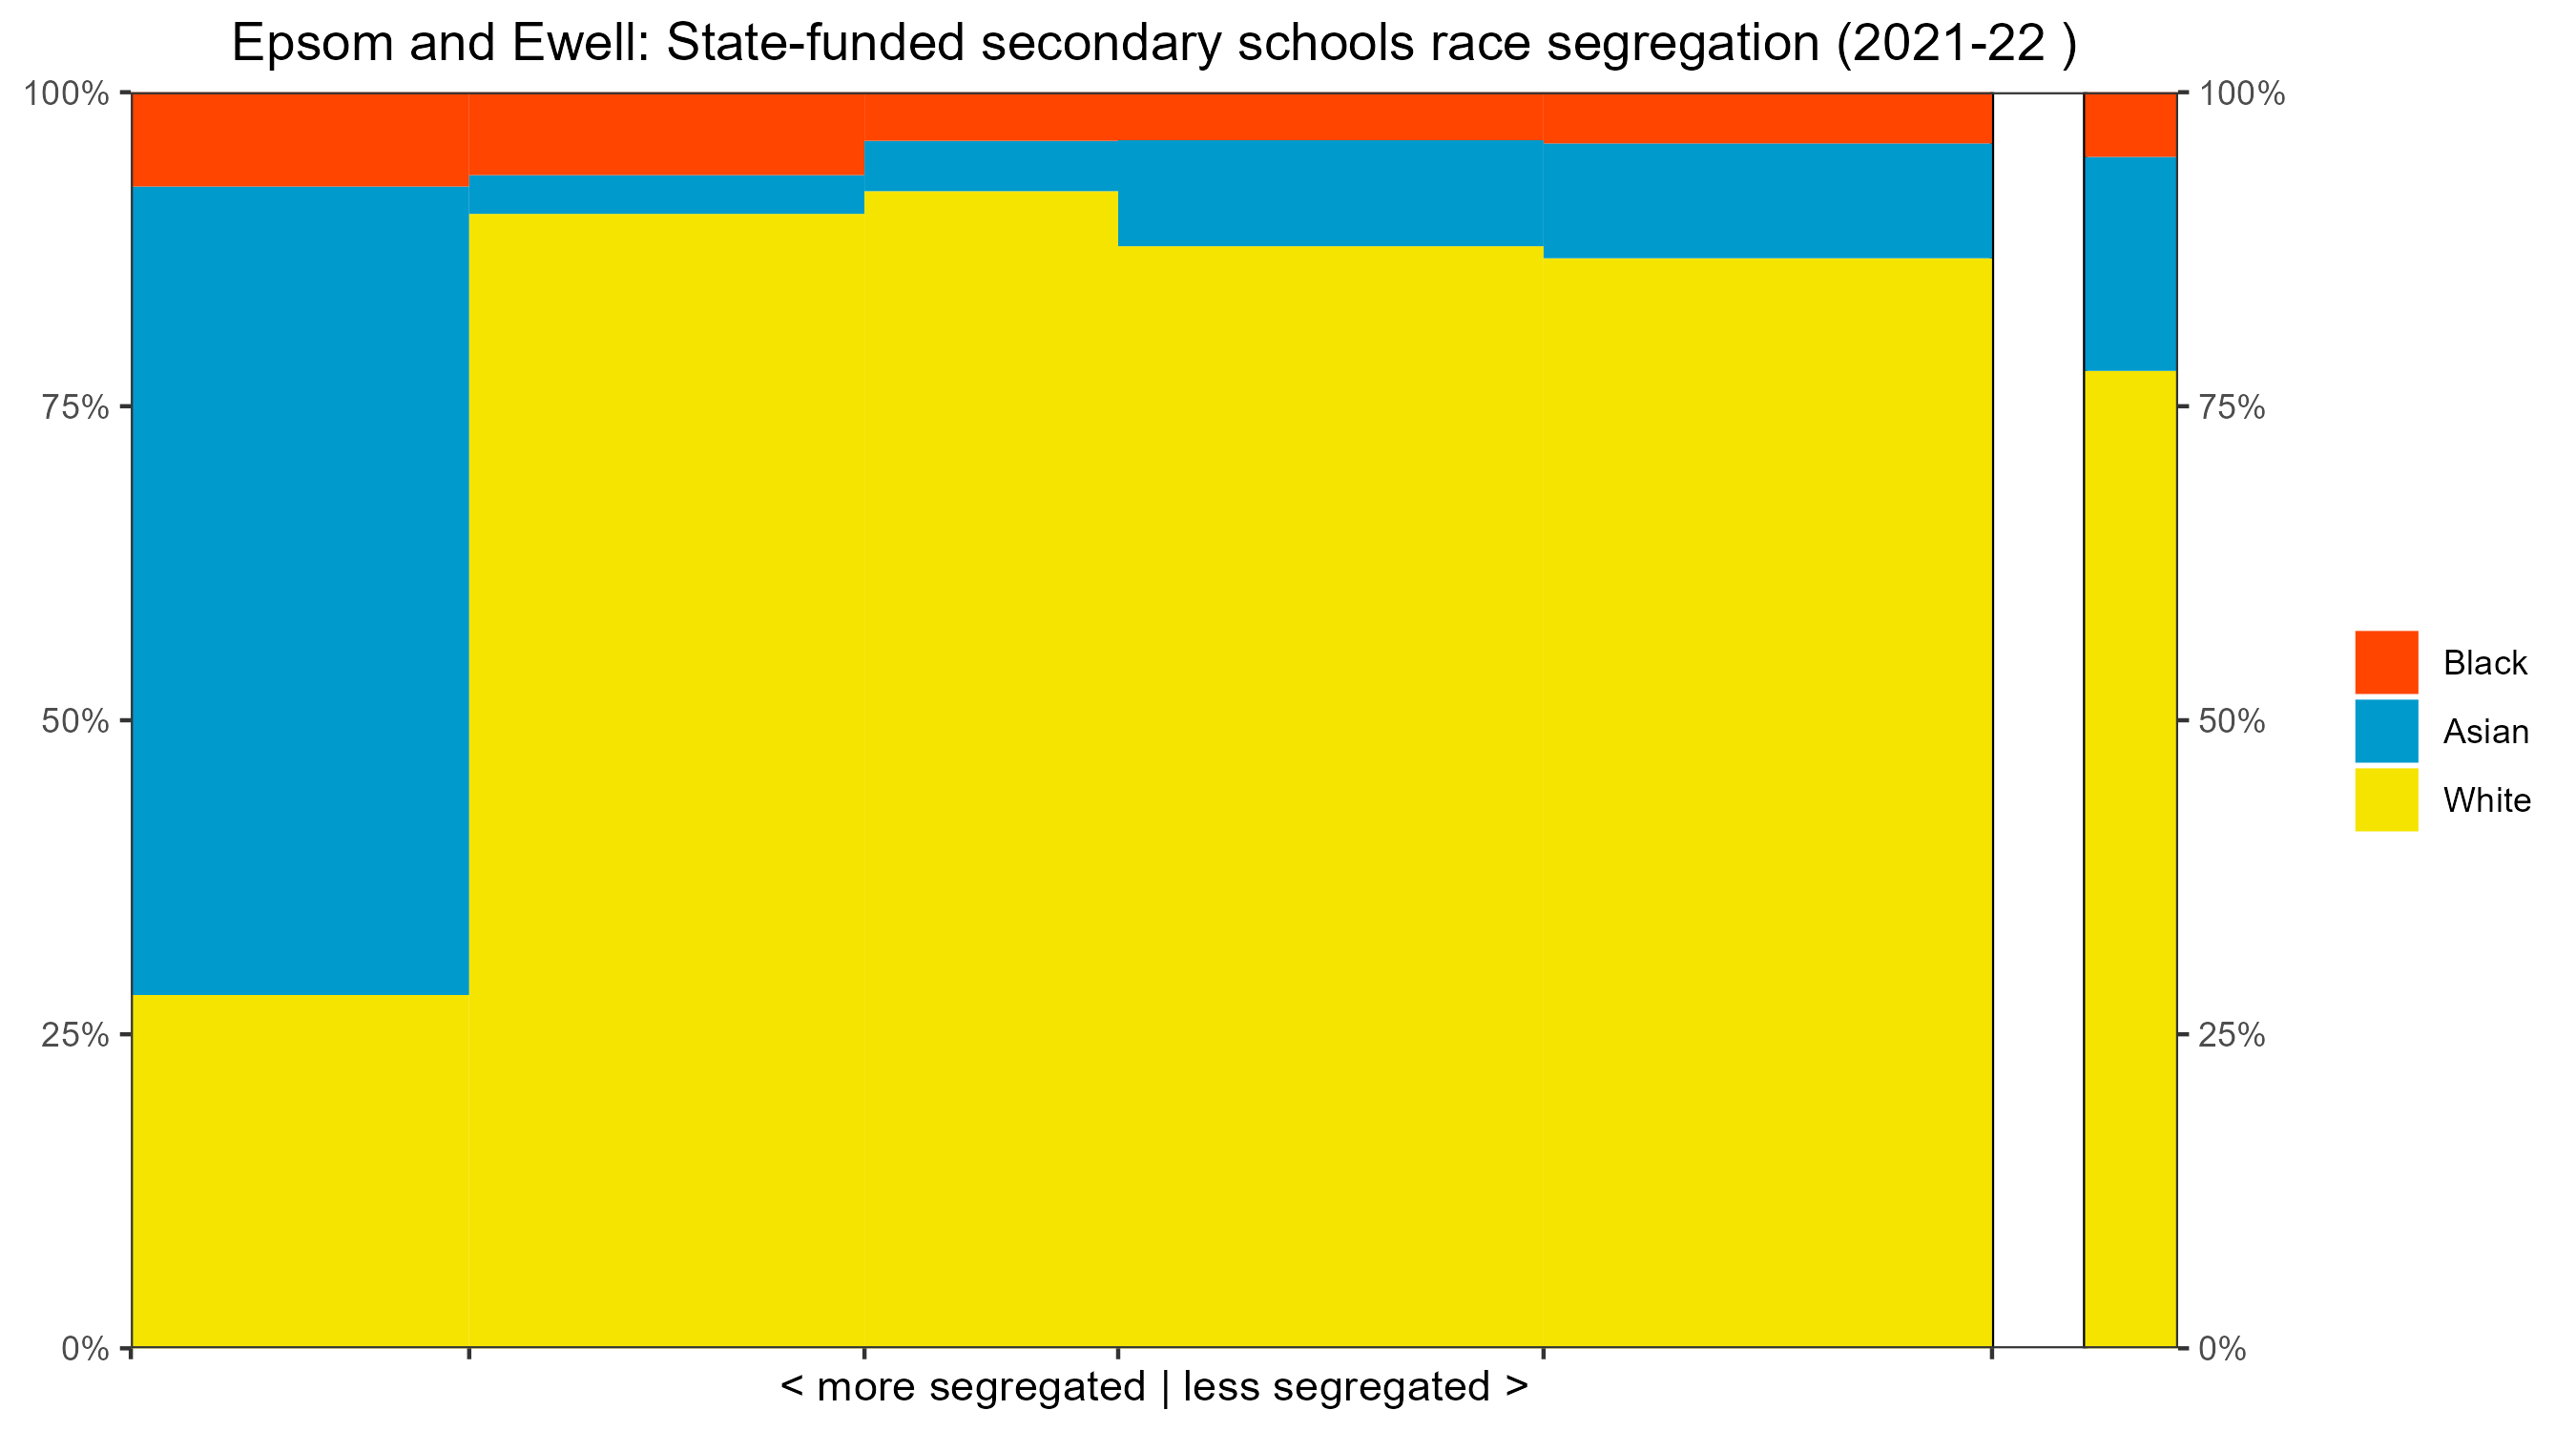 Epsom and Ewell: State-funded secondary schools race segregation (2021-22 )
100%
75%
50%
25%
0%
100%
75%
50%
25%
0%
Black
Asian
White
< more segregated | less segregated >